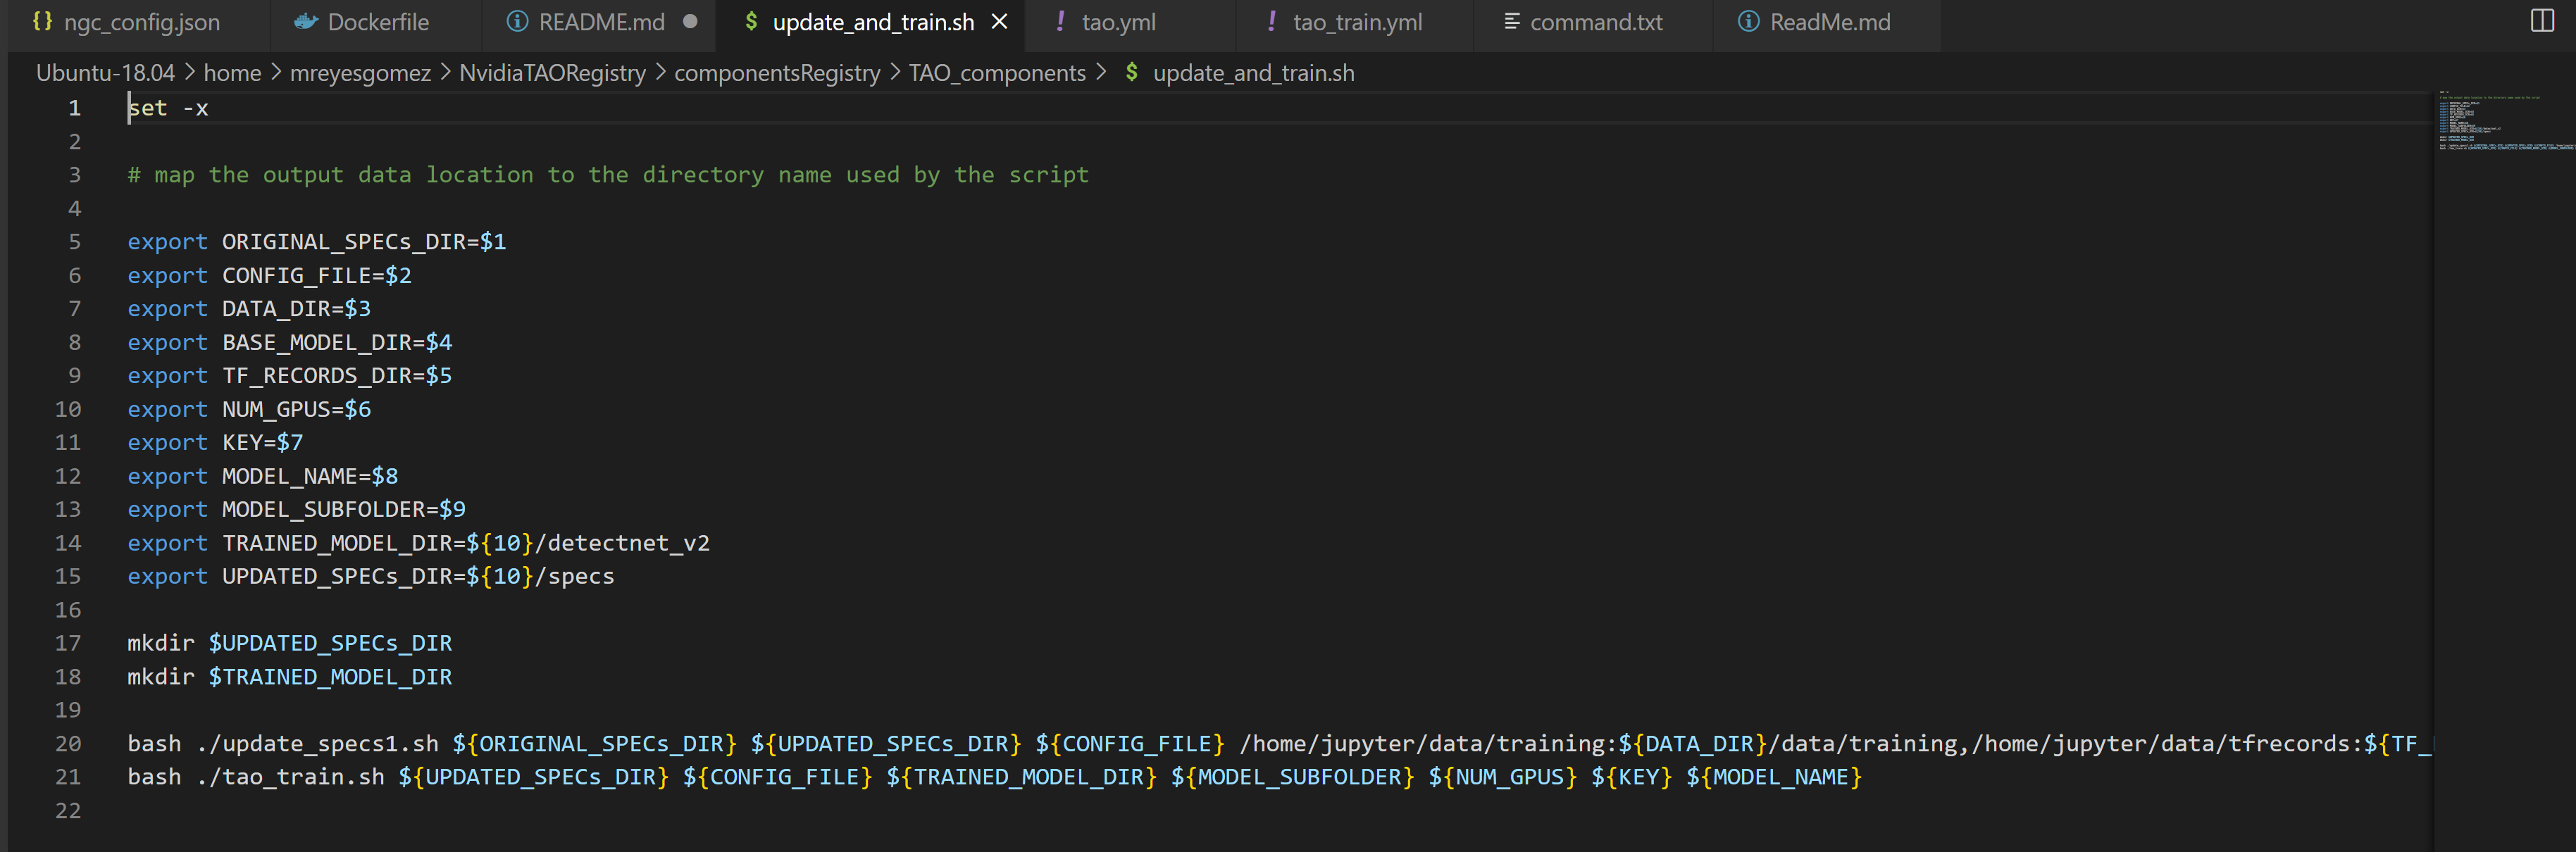 ngc_config.json Dockerfile README.md update_and_train.sh tao.yml tao_train.yml command.txt ReadMe.md
Ubuntu-18.04 > home > mreyesgomez > NvidiaTAORegistry > componentsRegistry > TAO_components > $ update_and_train.sh
1 set -x
2
3 # map the output data location to the directory name used by the script
4
5 export ORIGINAL_SPECs_DIR=$1
6 export CONFIG_FILE=$2
7 export DATA_DIR=$3
8 export BASE_MODEL_DIR=$4
9 export TF_RECORDS_DIR=$5
10 export NUM_GPUS=$6
11 export KEY=$7
12 export MODEL_NAME=$8
13 export MODEL_SUBFOLDER=$9
14 export TRAINED_MODEL_DIR=${10}/detectnet_v2
15 export UPDATED_SPECs_DIR=${10}/specs
16
17 mkdir $UPDATED_SPECs_DIR
18 mkdir $TRAINED_MODEL_DIR
19
20 bash ./update_specs1.sh ${ORIGINAL_SPECs_DIR} ${UPDATED_SPECs_DIR} ${CONFIG_FILE} /home/jupyter/data/training:${DATA_DIR}/data/training,/home/jupyter/data/tfrecords:${TF_
21 bash ./tao_train.sh ${UPDATED_SPECs_DIR} ${CONFIG_FILE} ${TRAINED_MODEL_DIR} ${MODEL_SUBFOLDER} ${NUM_GPUS} ${KEY} ${MODEL_NAME}
22